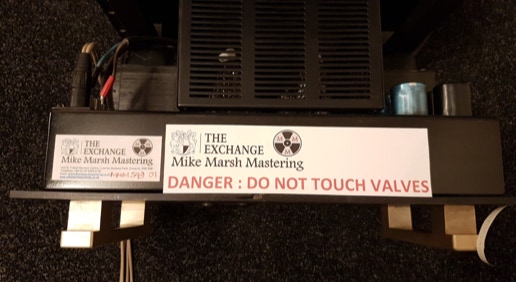 THE
EXCHANGE
Mike Marsh Mastering
THE
EXCHANGE
Mike Marsh Mastering
DANGER : DO NOT TOUCH VALVES